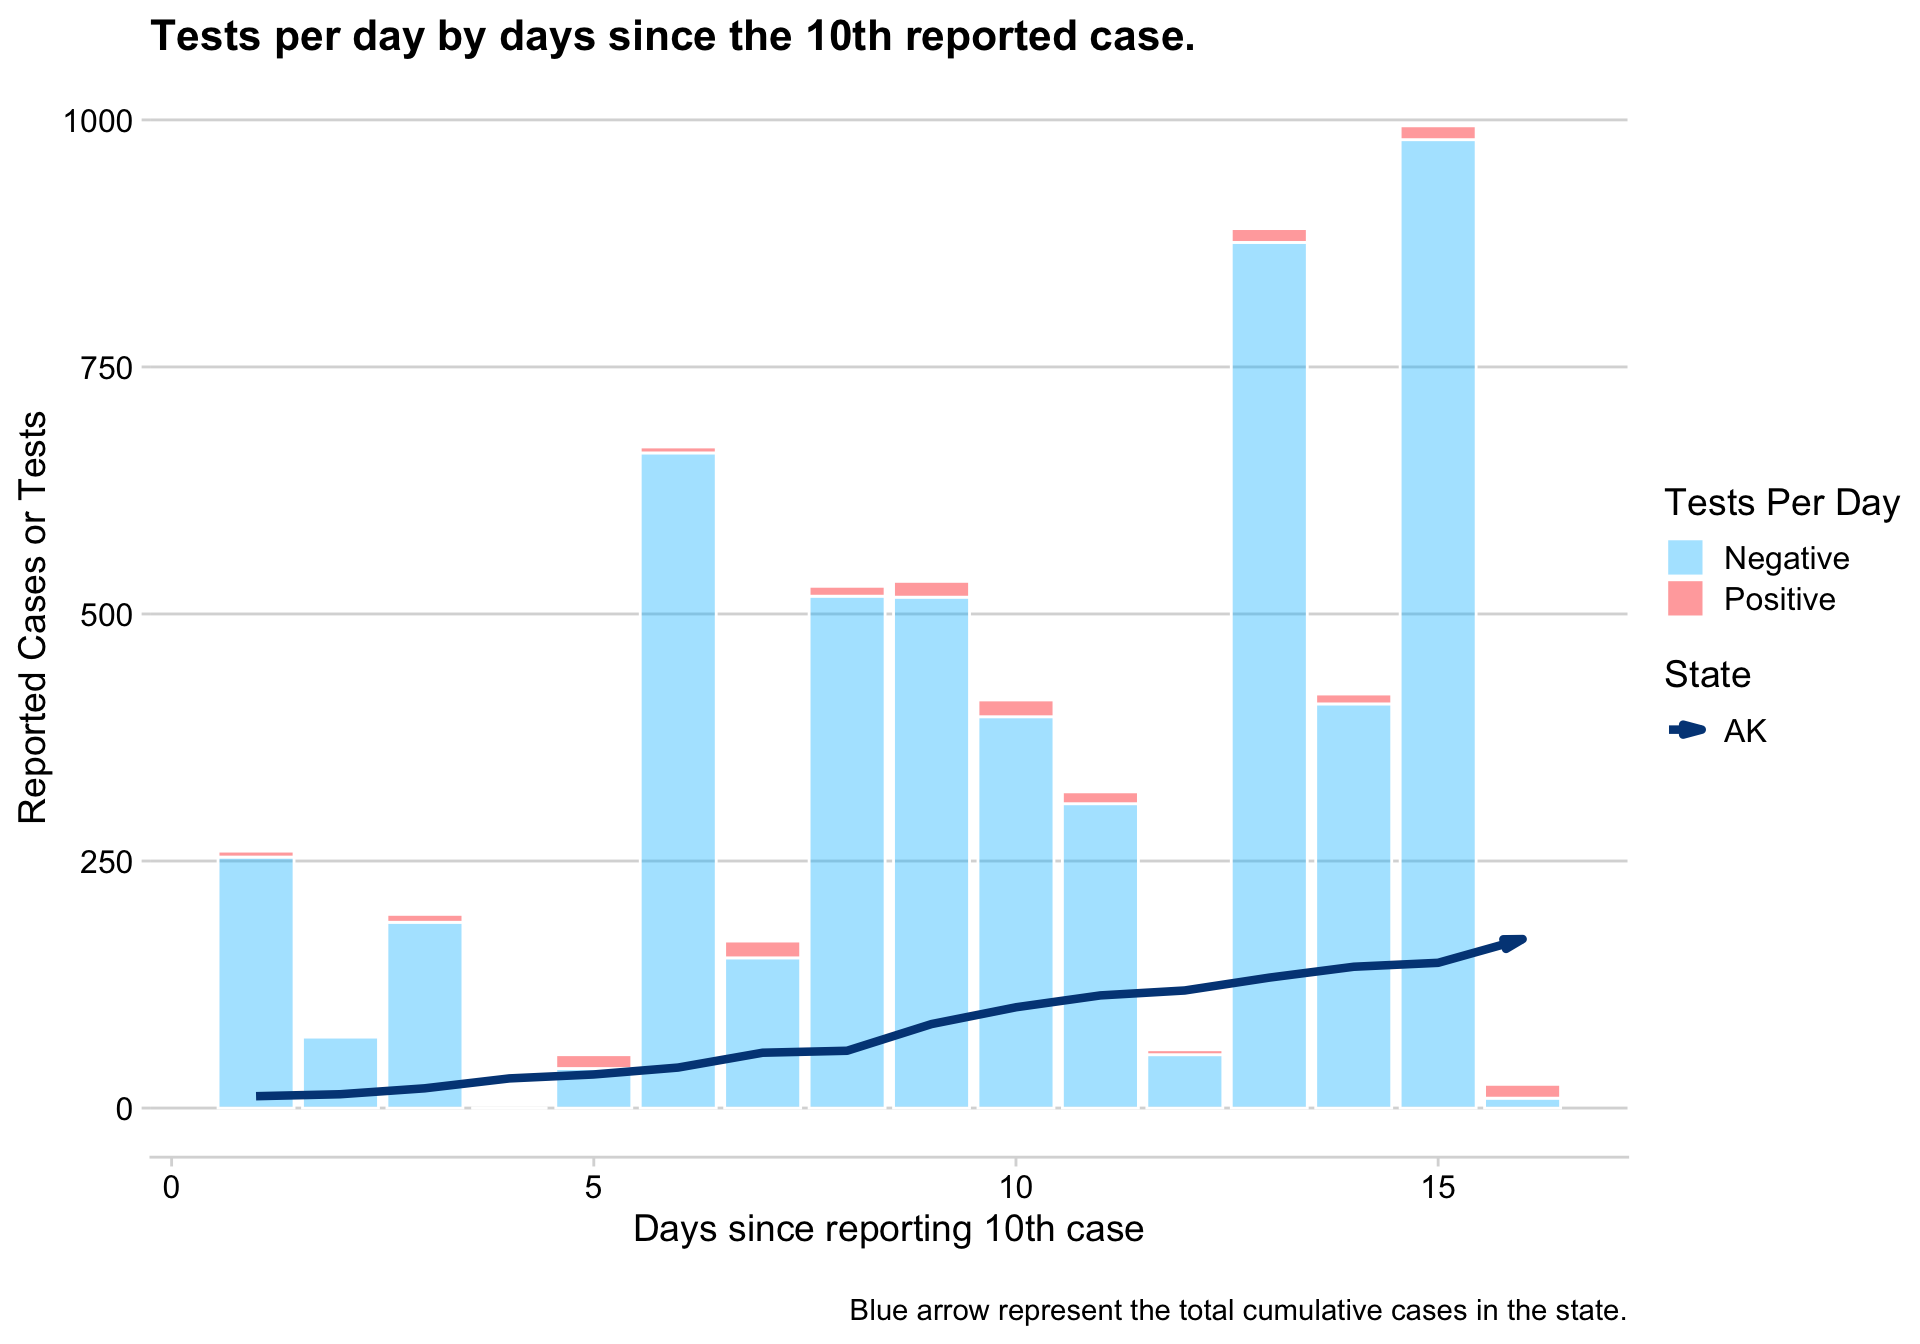 Tests per day by days since the 10th reported case.
1000
750
500
250
0
Reported Cases or Tests
0 5 10 15
Days since reporting 10th case
Tests Per Day
Negative
Positive
State
AK
Blue arrow represent the total cumulative cases in the state.